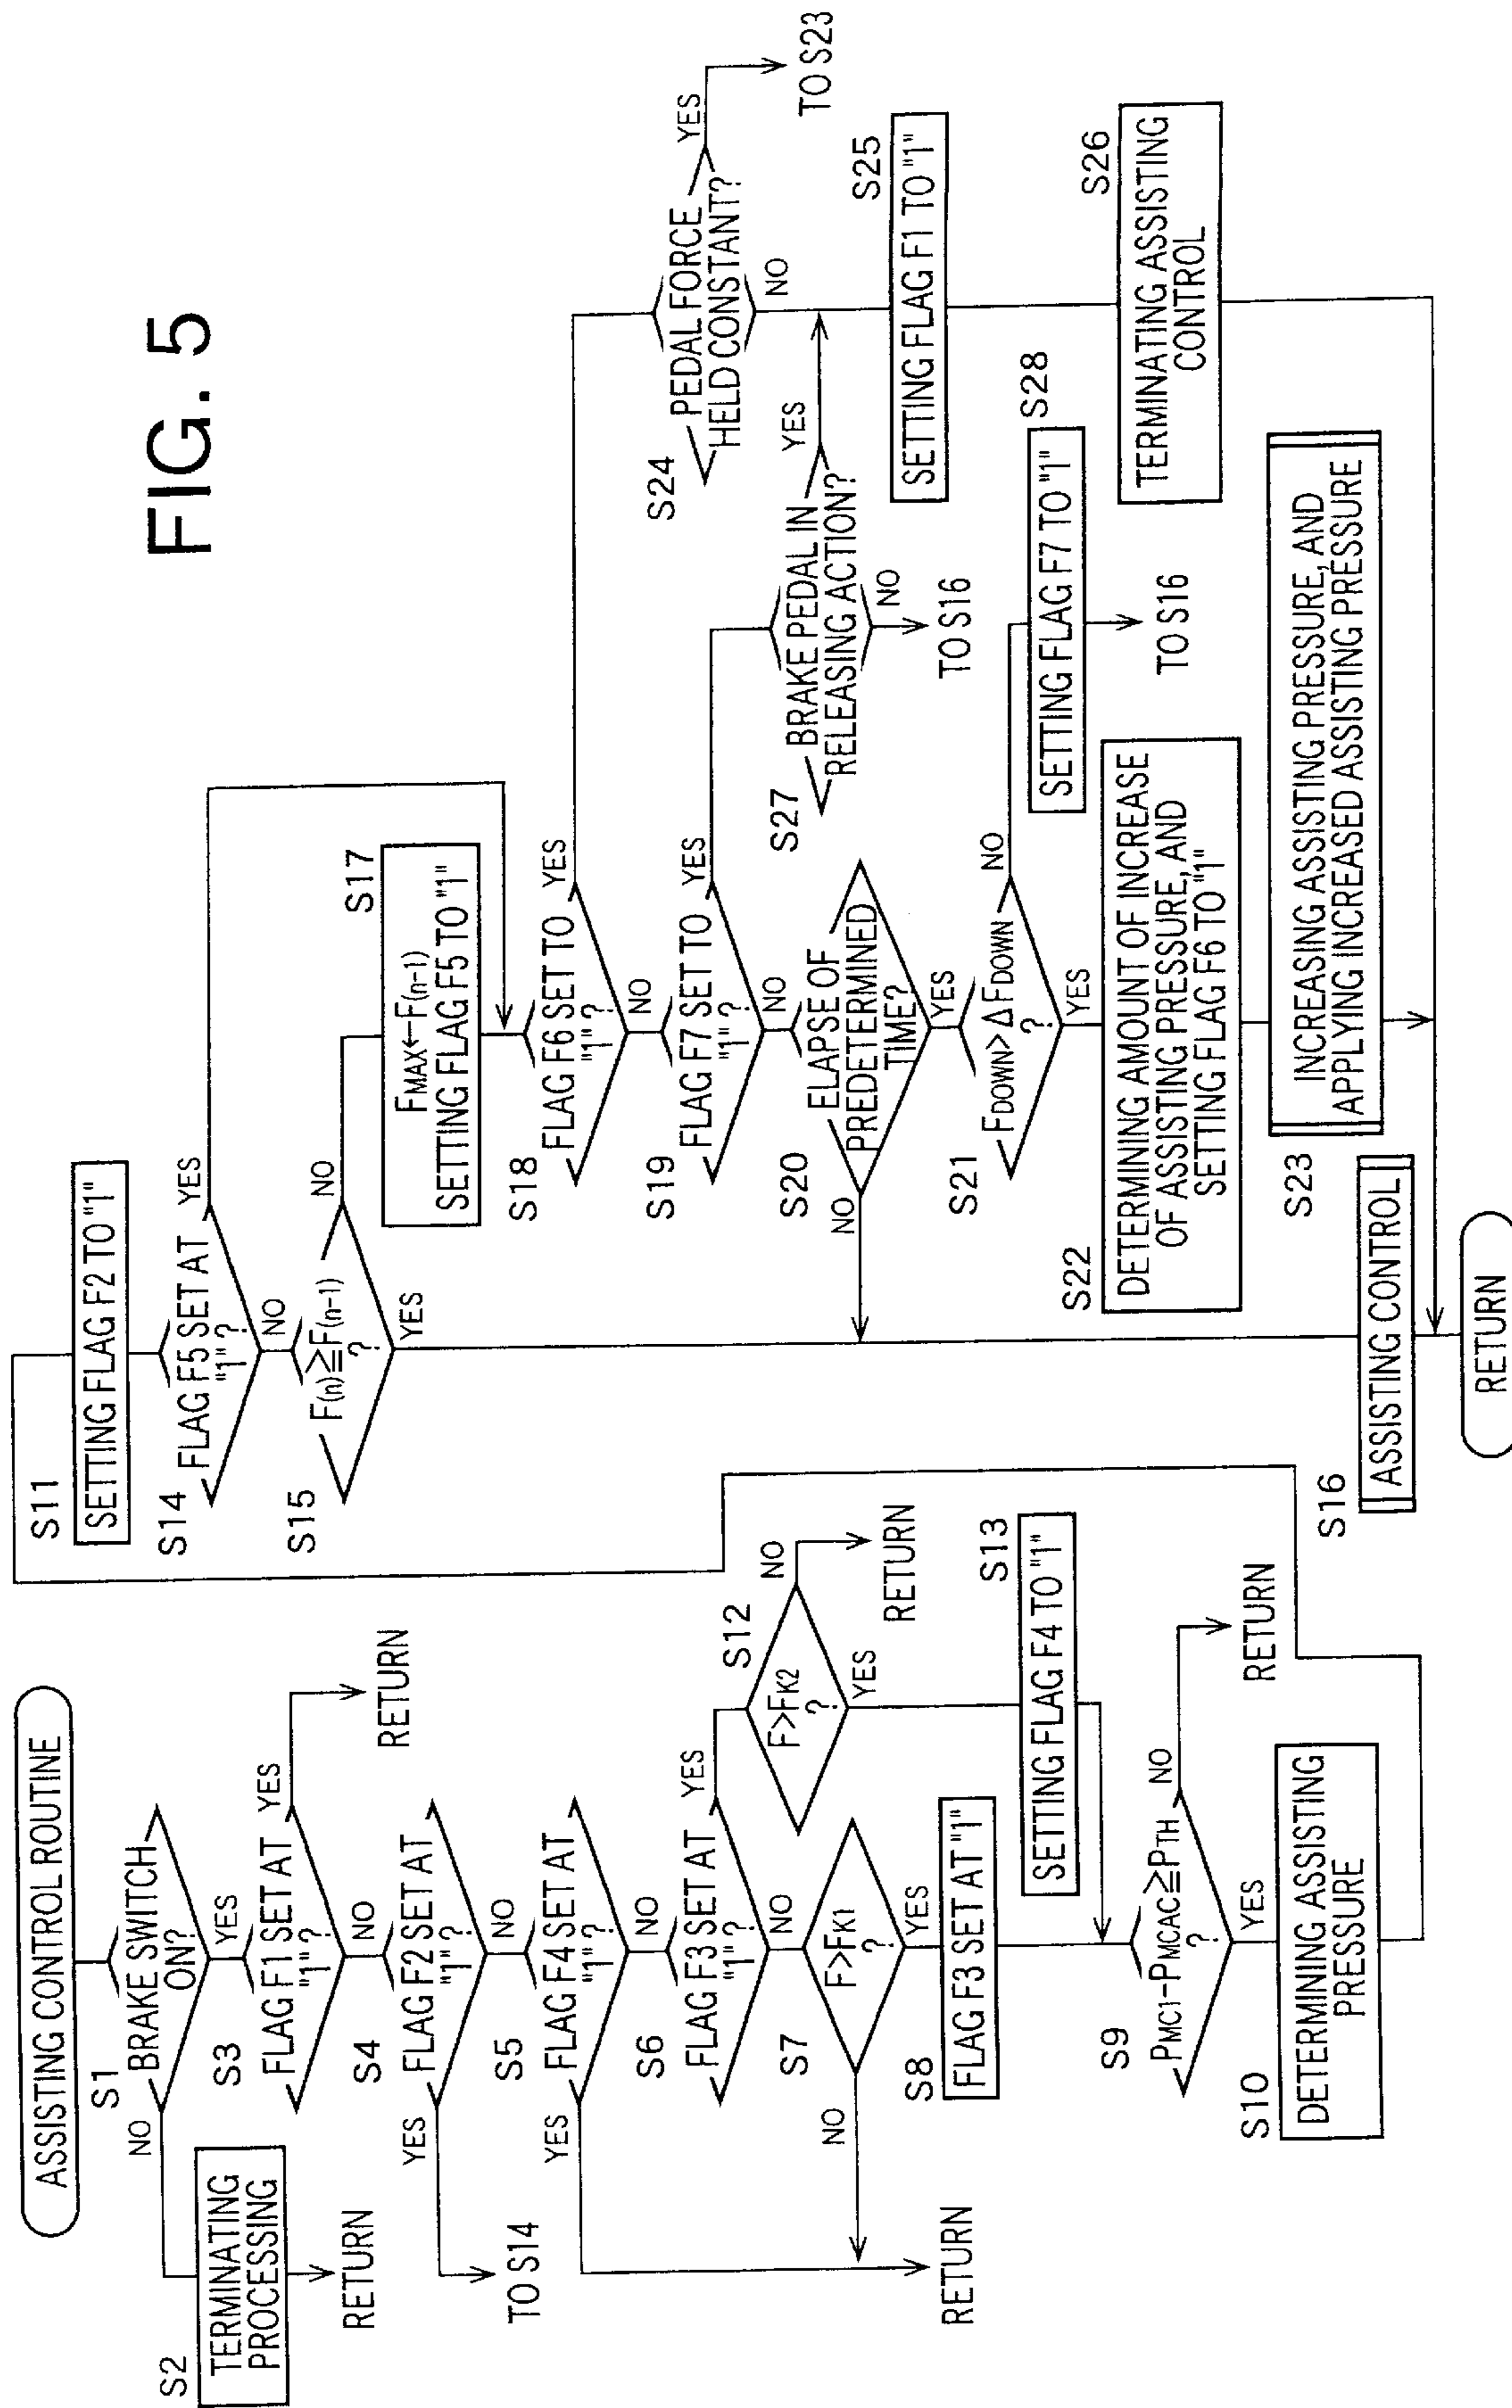 FIG. 5
ASSISTING CONTROL ROUTINE
S1
BRAKE SWITCH
ON?
NO
YES
S2
TERMINATING
PROCESSING
RETURN
S3
FLAG F1 SET AT
"1" ?
YES
RETURN
NO
S4
FLAG F2 SET AT
"1" ?
YES
TO S14
NO
S5
FLAG F4 SET AT
"1" ?
YES
NO
S6
FLAG F3 SET AT
"1" ?
YES
NO
S7
F>FK1
?
NO
RETURN
YES
S8
FLAG F3 SET AT "1"
S12
F>FK2
?
NO
RETURN
YES
S13
SETTING FLAG F4 TO "1"
S9
PMC1-PMCAC≧PTH
?
NO
RETURN
YES
S10
DETERMINING ASSISTING
PRESSURE
S11
SETTING FLAG F2 TO "1"
S14
FLAG F5 SET AT
"1" ?
YES
NO
S15
F(n)≧F(n-1)
?
NO
YES
S17
FMAX←F(n-1)
SETTING FLAG F5 TO "1"
S18
FLAG F6 SET TO
"1" ?
YES
NO
S19
FLAG F7 SET TO
"1" ?
YES
NO
S20
ELAPSE OF
PREDETERMINED
TIME?
NO
YES
S21
FDOWN>ΔFDOWN
?
NO
YES
S22
DETERMINING AMOUNT OF INCREASE
OF ASSISTING PRESSURE, AND
SETTING FLAG F6 TO "1"
S23
INCREASING ASSISTING PRESSURE, AND
APPLYING INCREASED ASSISTING PRESSURE
S16
ASSISTING CONTROL
RETURN
S24
PEDAL FORCE
HELD CONSTANT?
YES
TO S23
NO
S27
BRAKE PEDAL IN
RELEASING ACTION?
YES
NO
TO S16
S28
SETTING FLAG F7 TO "1"
TO S16
S25
SETTING FLAG F1 TO "1"
S26
TERMINATING ASSISTING
CONTROL